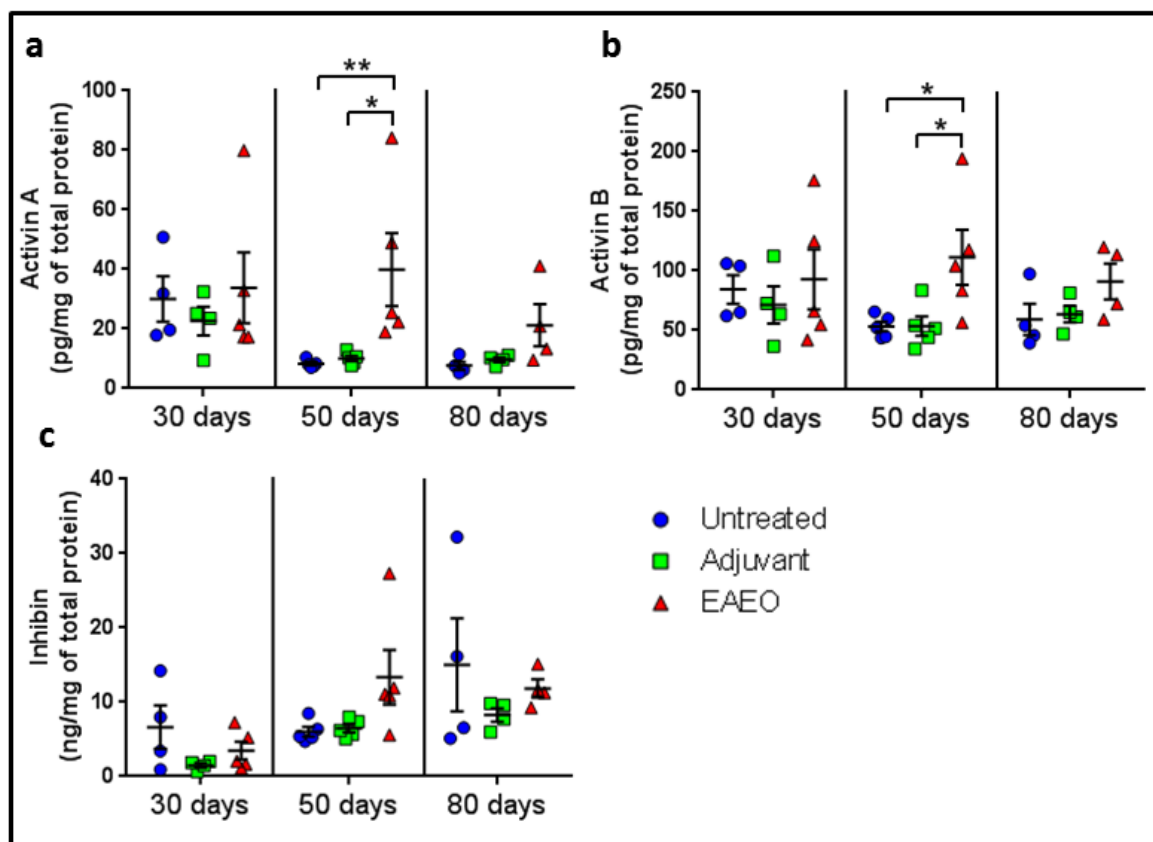 a
Activin A
(pg/mg of total protein)
100
80
60
40
20
0
**
*
30 days
50 days
80 days
b
Activin B
(pg/mg of total protein)
250
200
150
100
50
0
*
*
30 days
50 days
80 days
c
Inhibin
(ng/mg of total protein)
40
30
20
10
0
30 days
50 days
80 days
Untreated
Adjuvant
EAEO